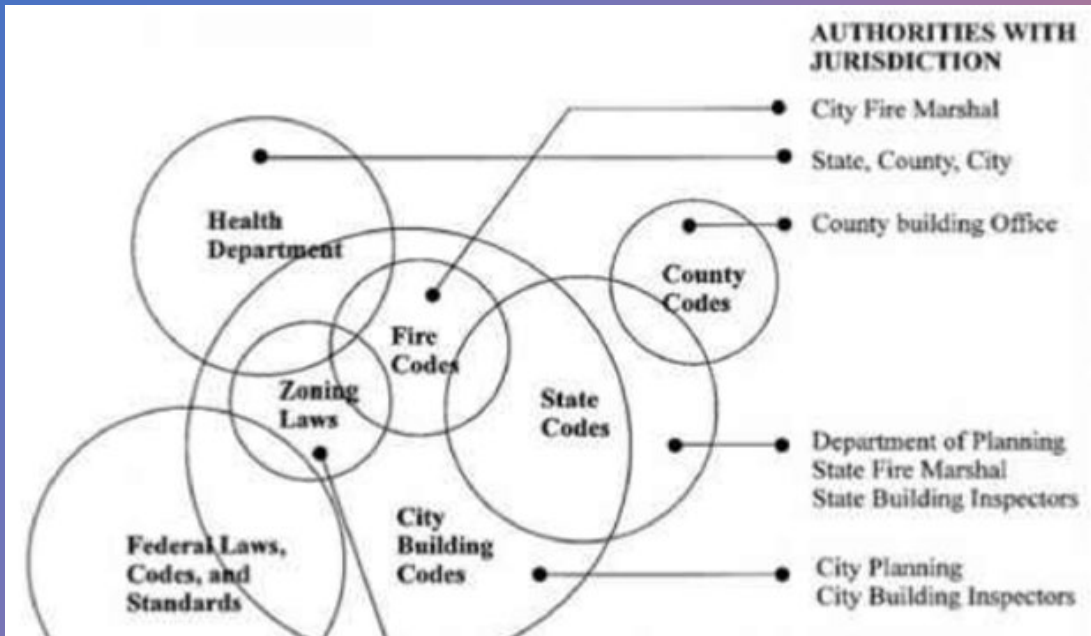 AUTHORITIES WITH
JURISDICTION
City Fire Marshal
State, County, City
County building Office
Health
Department
County
Codes
Fire
Codes
Zoning
Laws
State
Codes
Department of Planning
State Fire Marshal
State Building Inspectors
City
Building
Codes
Federal Laws,
Codes, and
Standards
City Planning
City Building Inspectors